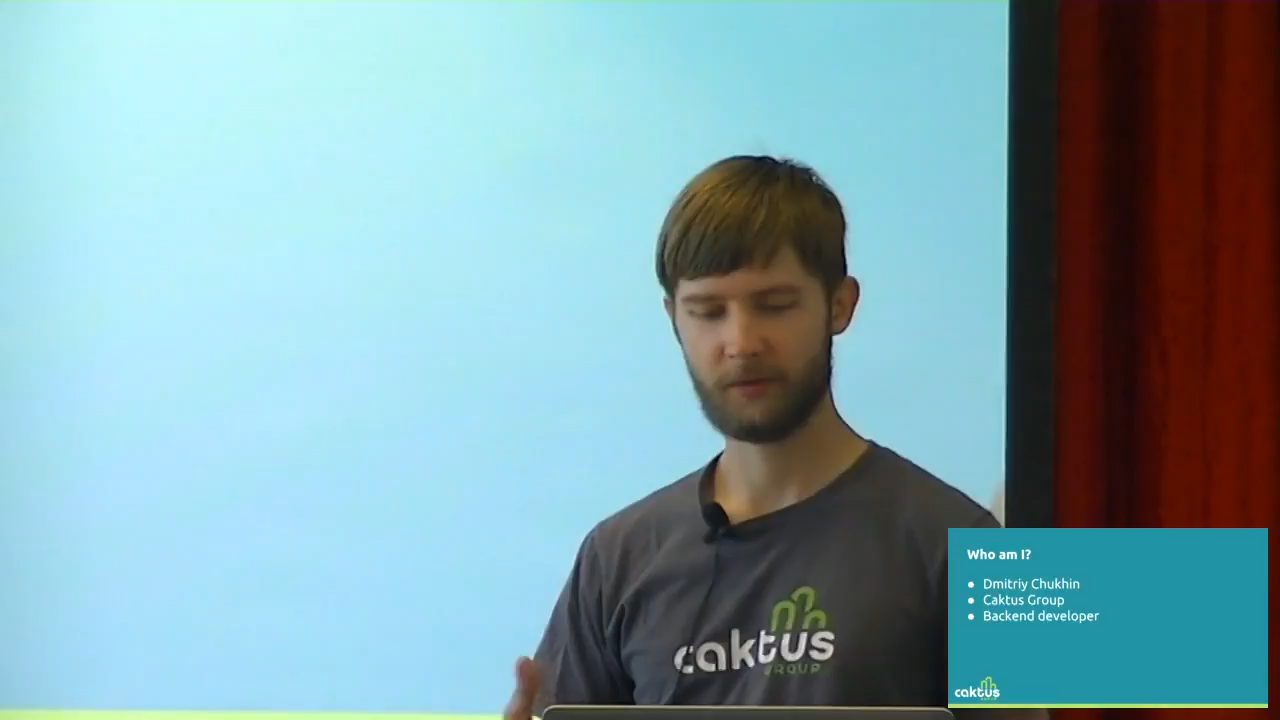 caktus
GROUP
Who am I?
● Dmitriy Chukhin
● Caktus Group
● Backend developer
caktus